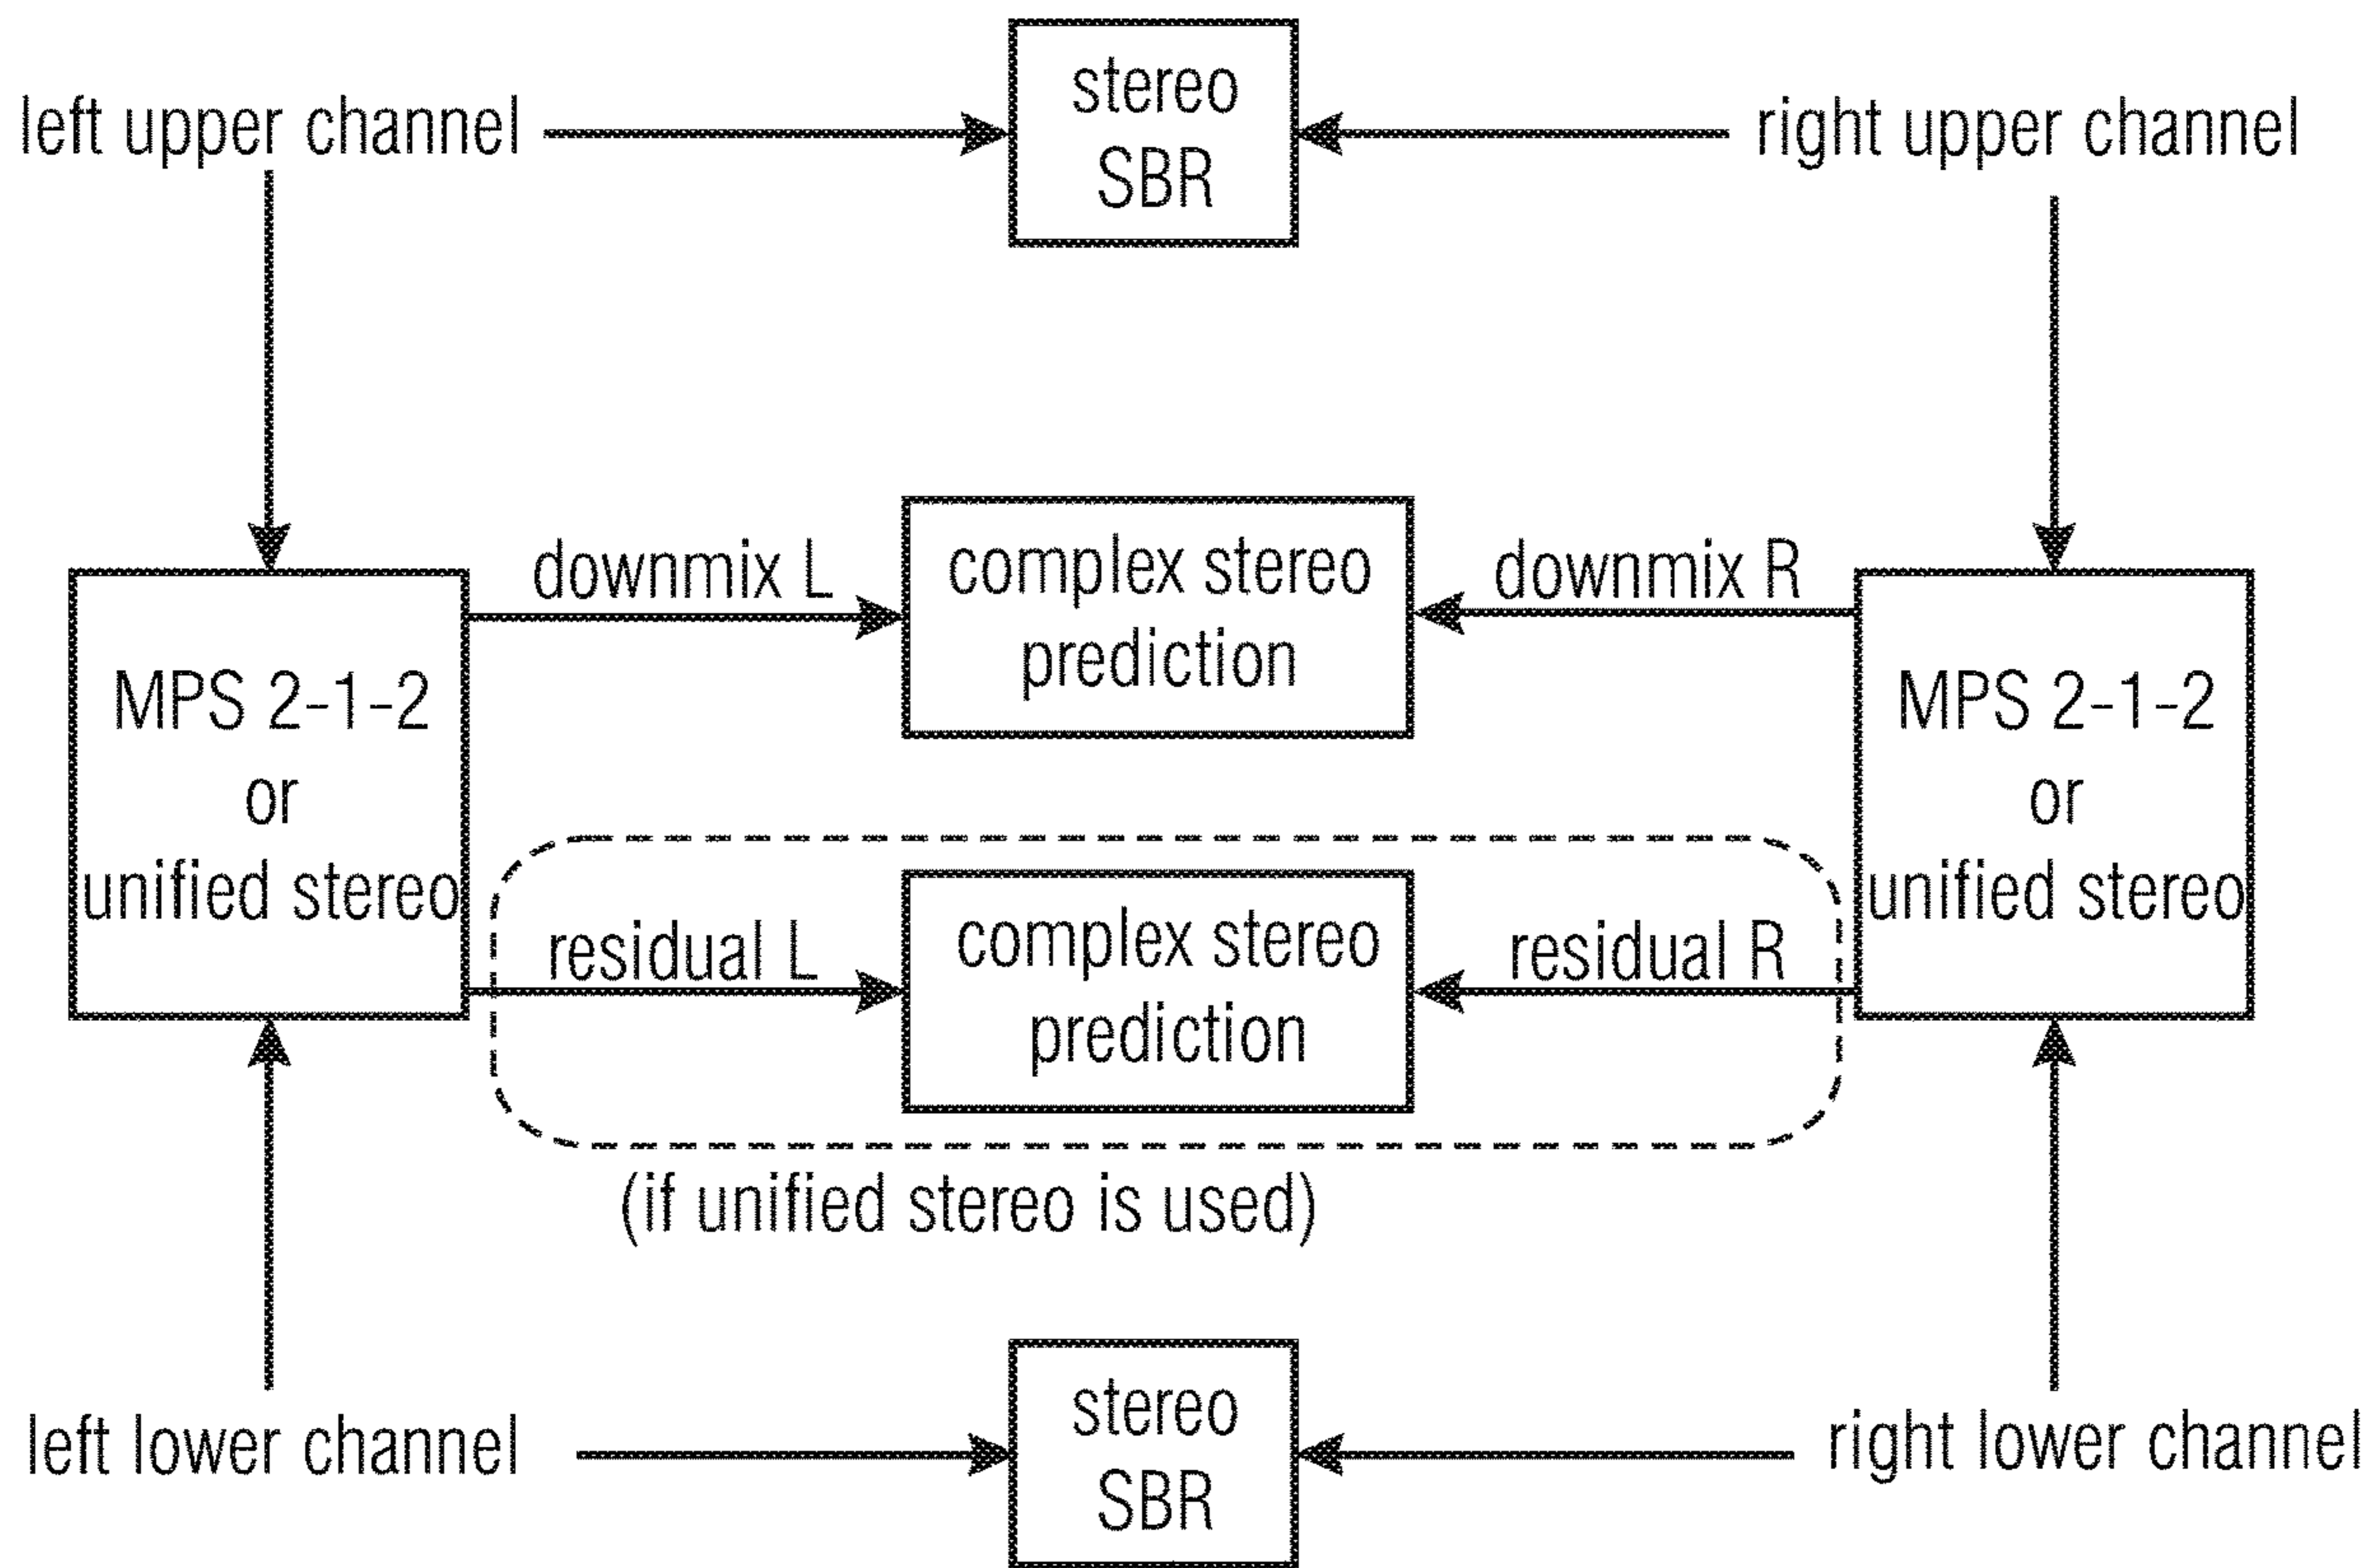 stereo
SBR
left upper channel
right upper channel
downmix L
complex stereo
prediction
downmix R
MPS 2-1-2
or
unified stereo
MPS 2-1-2
or
unified stereo
residual L
complex stereo
prediction
residual R
(if unified stereo is used)
left lower channel
stereo
SBR
right lower channel